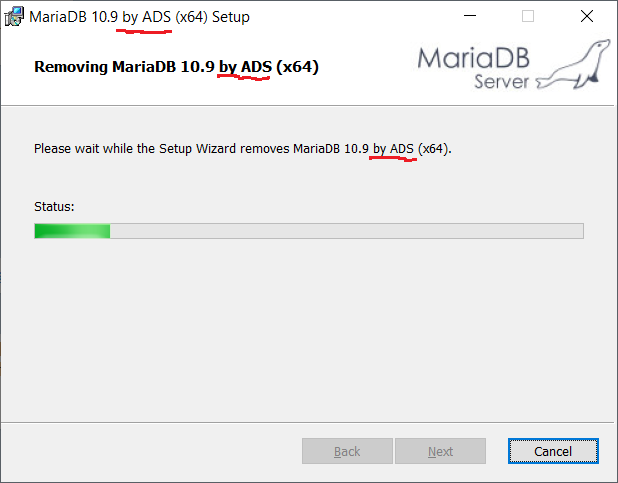 MariaDB 10.9 by ADS (x64) Setup
Removing MariaDB 10.9 by ADS (x64)
MariaDB
Server
Please wait while the Setup Wizard removes MariaDB 10.9 by ADS (x64).
Status:
Back
Next
Cancel